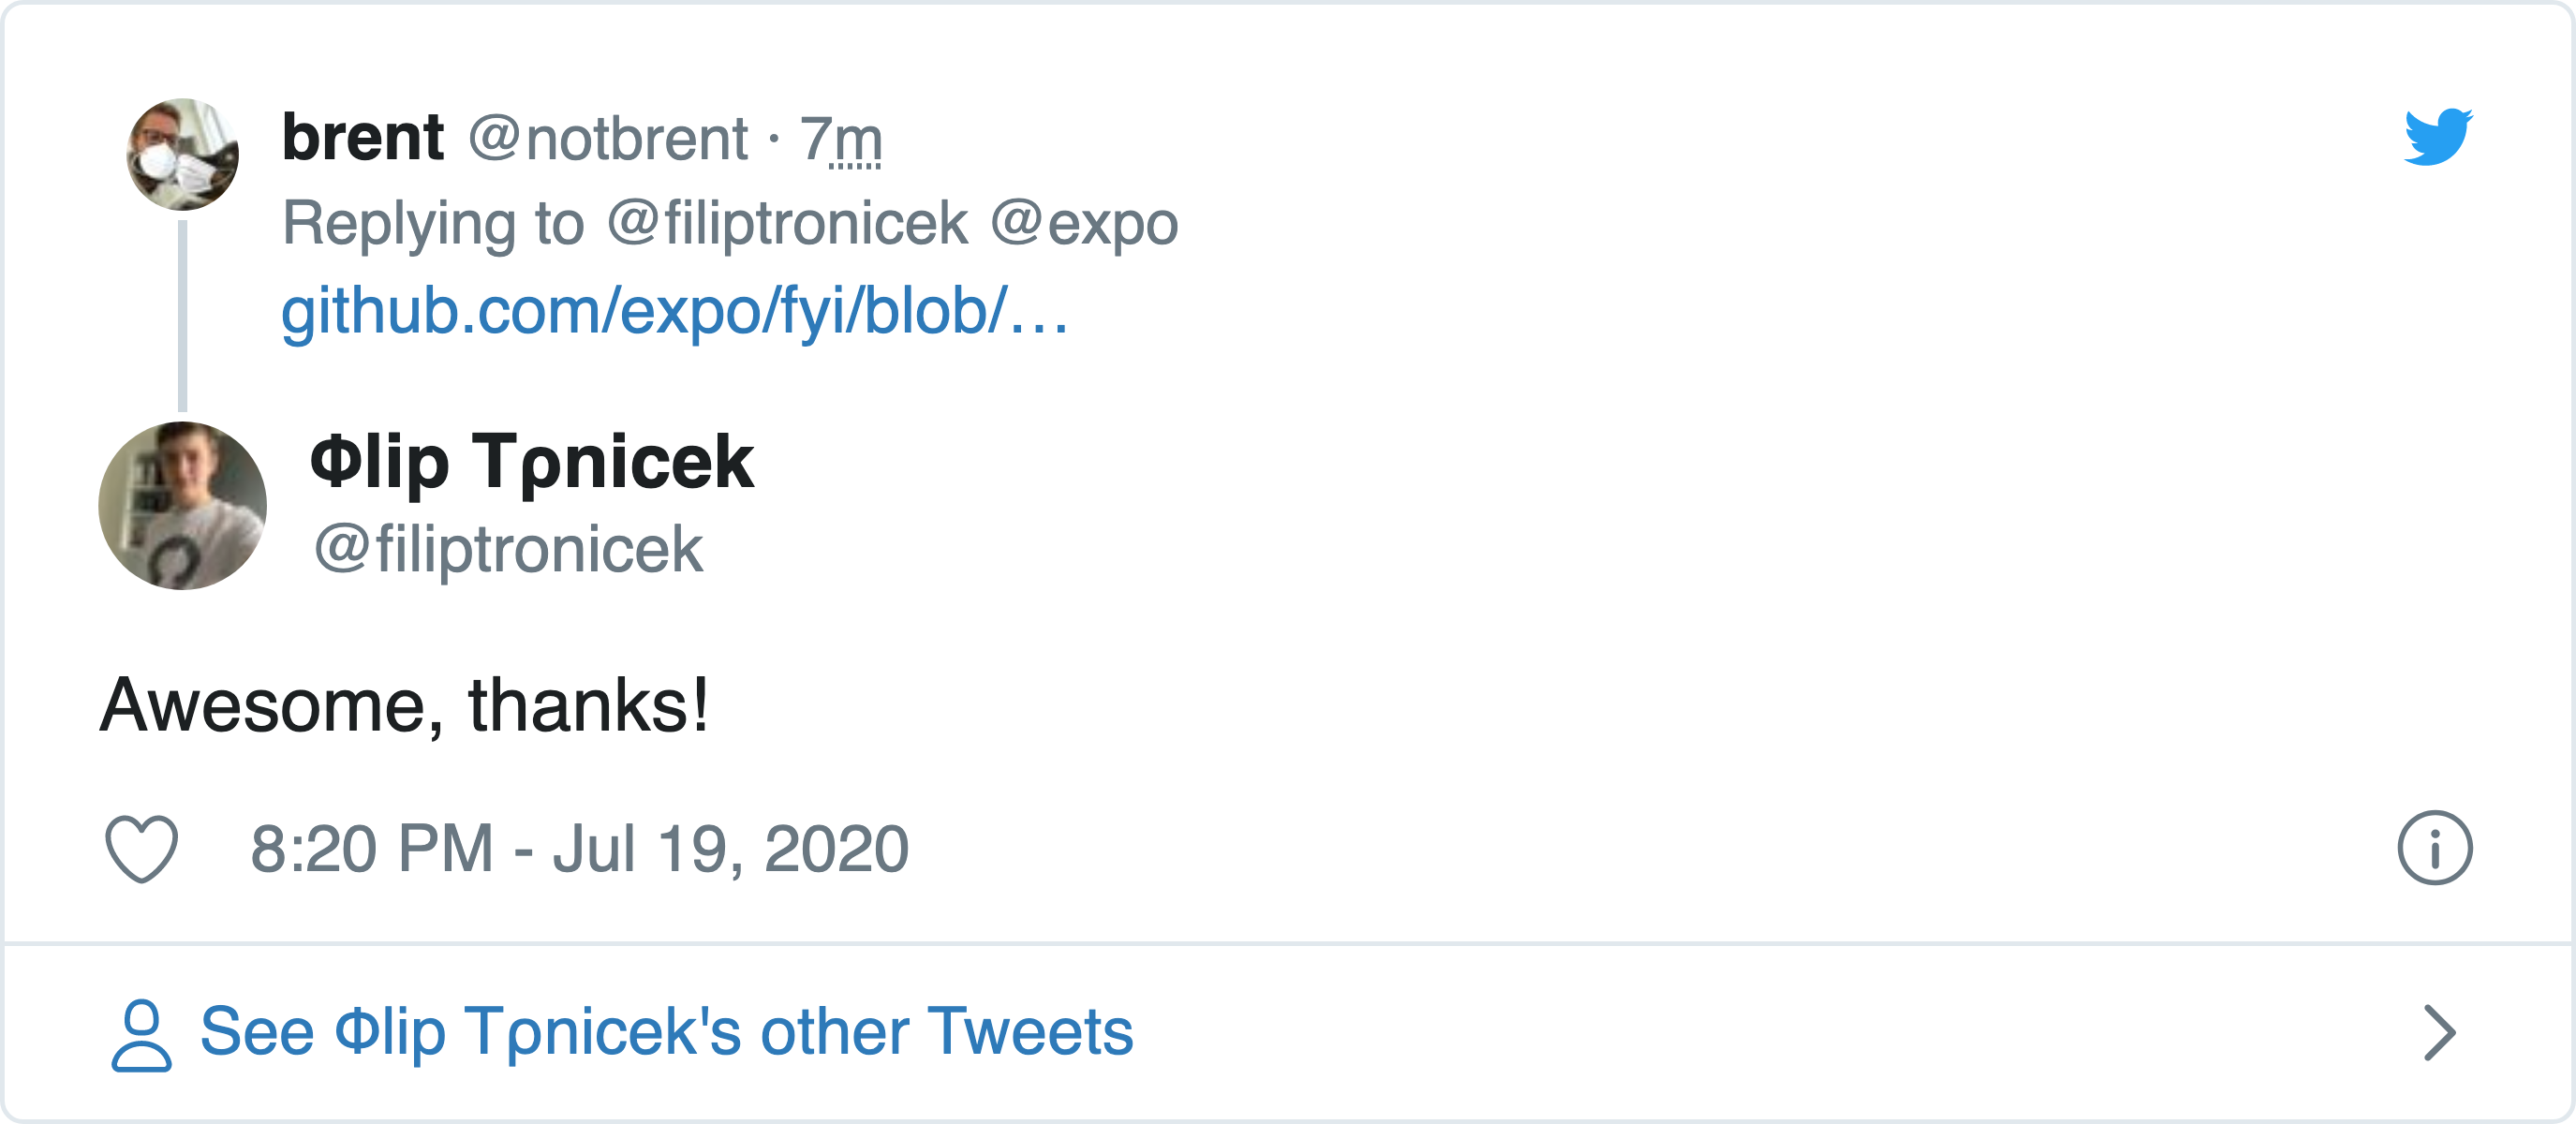 brent @notbrent · 7m
Replying to @filiptronicek @expo
github.com/expo/fyi/blob/…
Φlip Tρnicek
@filiptronicek
Awesome, thanks!
8:20 PM - Jul 19, 2020
See Φlip Tρnicek's other Tweets